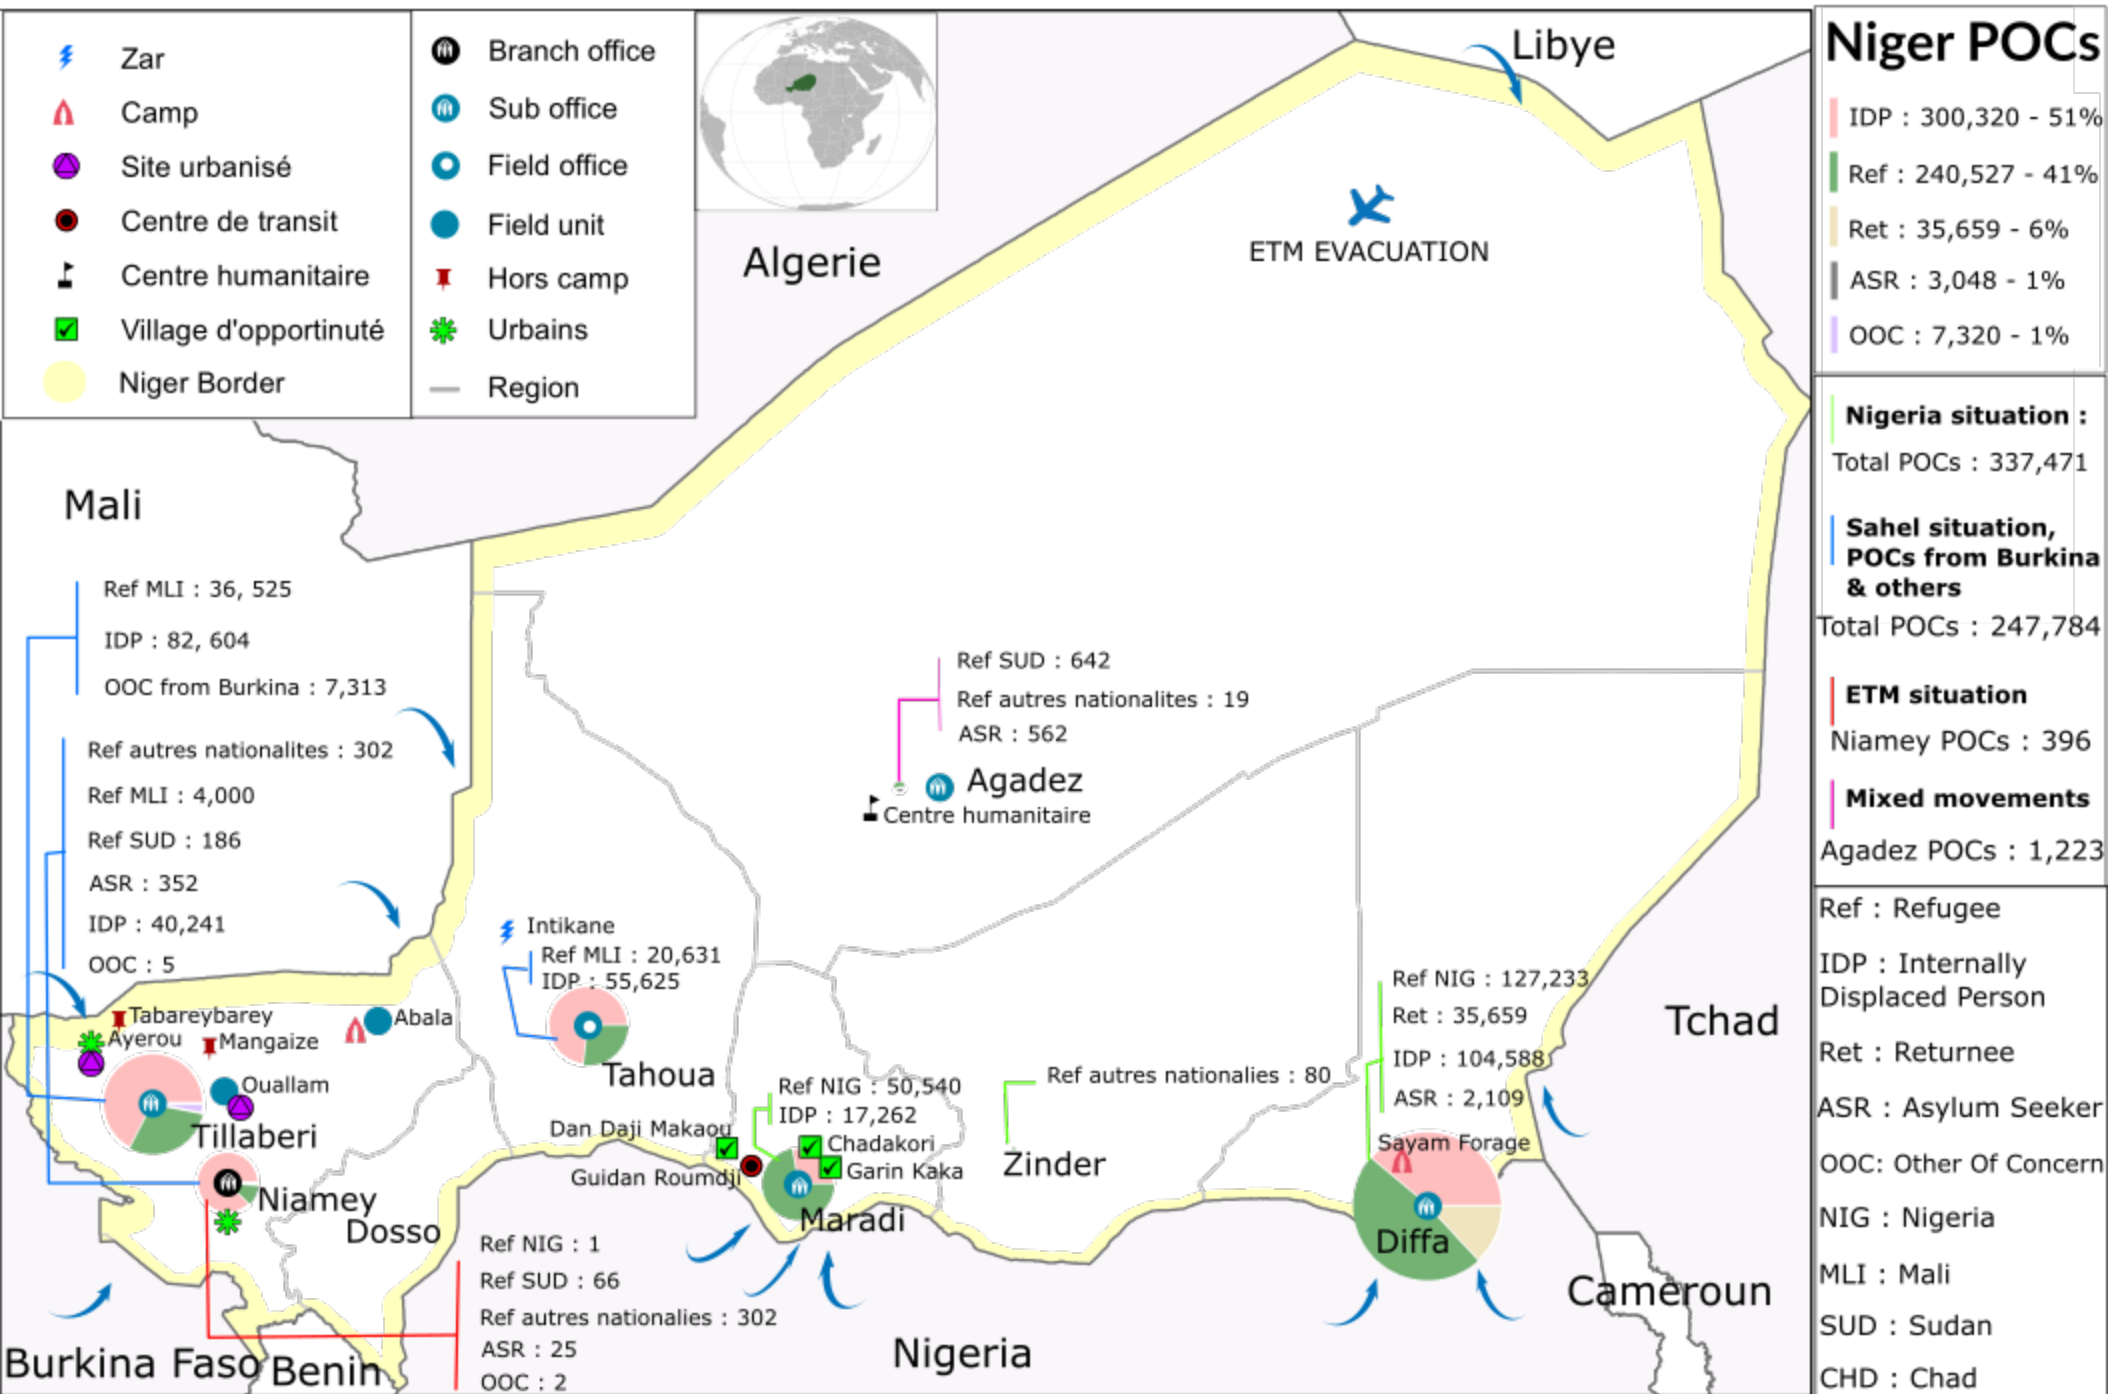 Zar
Camp
Site urbanisé
Centre de transit
Centre humanitaire
Village d'opportinuté
Niger Border
Branch office
Sub office
Field office
Field unit
Hors camp
Urbains
Region
Libye
Algerie
ETM EVACUATION
Mali
Ref MLI : 36, 525
IDP : 82, 604
OOC from Burkina : 7,313
Ref autres nationalites : 302
Ref MLI : 4,000
Ref SUD : 186
ASR : 352
IDP : 40,241
OOC : 5
Ref SUD : 642
Ref autres nationalites : 19
ASR : 562
Agadez
Centre humanitaire
Intikane
Ref MLI : 20,631
IDP : 55,625
Tahoua
Tabareybarey
Ayerou
Mangaize
Abala
Ouallam
Tillaberi
Niamey
Dosso
Ref NIG : 50,540
IDP : 17,262
Dan Daji Makaou
Chadakori
Guidan Roumdji
Garin Kaka
Maradi
Ref autres nationalies : 80
Zinder
Ref NIG : 127,233
Ret : 35,659
IDP : 104,588
ASR : 2,109
Sayam Forage
Diffa
Tchad
Cameroun
Nigeria
Ref NIG : 1
Ref SUD : 66
Ref autres nationalies : 302
ASR : 25
OOC : 2
Burkina Faso
Benin
Niger POCs
IDP : 300,320 - 51%
Ref : 240,527 - 41%
Ret : 35,659 - 6%
ASR : 3,048 - 1%
OOC : 7,320 - 1%
Nigeria situation :
Total POCs : 337,471
Sahel situation,
POCs from Burkina
& others
Total POCs : 247,784
ETM situation
Niamey POCs : 396
Mixed movements
Agadez POCs : 1,223
Ref : Refugee
IDP : Internally
Displaced Person
Ret : Returnee
ASR : Asylum Seeker
OOC: Other Of Concern
NIG : Nigeria
MLI : Mali
SUD : Sudan
CHD : Chad